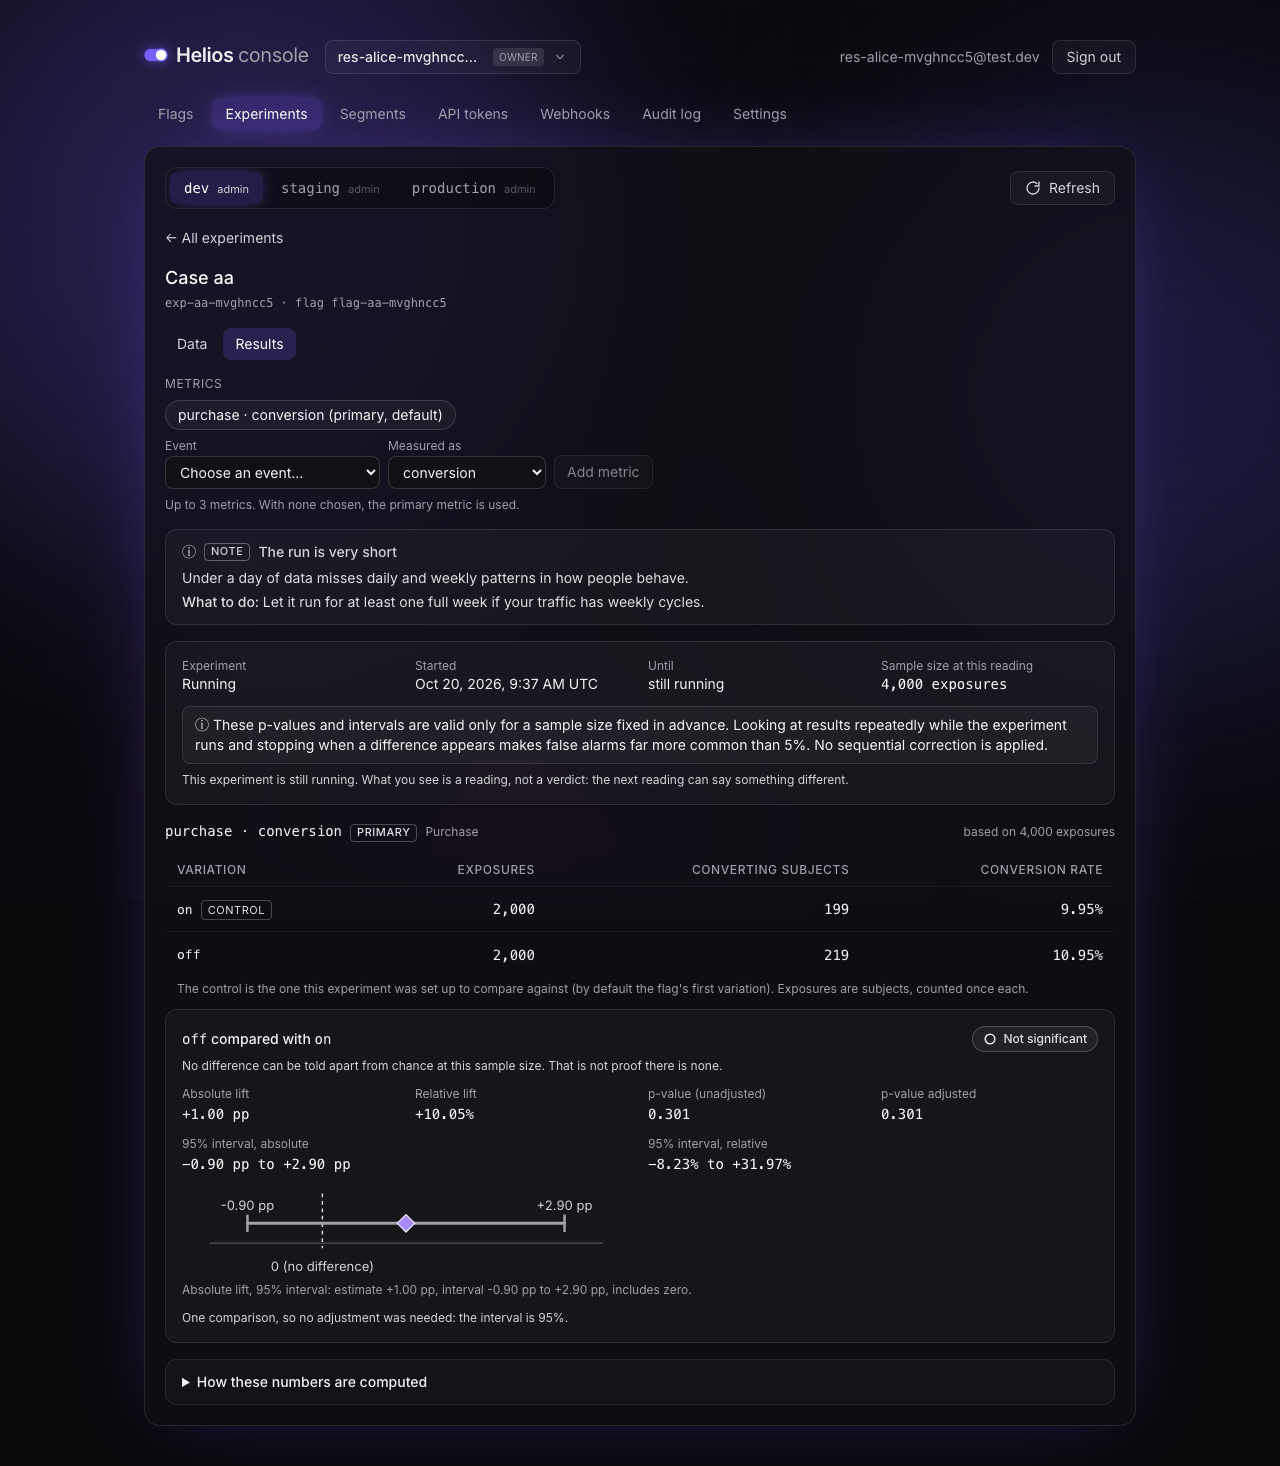 Helios console
res-alice-mvghncc... OWNER
res-alice-mvghncc5@test.dev
Sign out
Flags Experiments Segments API tokens Webhooks Audit log Settings
dev admin staging admin production admin
Refresh
← All experiments
Case aa
exp-aa-mvghncc5 · flag flag-aa-mvghncc5
Data Results
METRICS
purchase · conversion (primary, default)
Event Measured as
Choose an event... conversion Add metric
Up to 3 metrics. With none chosen, the primary metric is used.
ⓘ NOTE The run is very short
Under a day of data misses daily and weekly patterns in how people behave.
What to do: Let it run for at least one full week if your traffic has weekly cycles.
Experiment Started Until Sample size at this reading
Running Oct 20, 2026, 9:37 AM UTC still running 4,000 exposures
ⓘ These p-values and intervals are valid only for a sample size fixed in advance. Looking at results repeatedly while the experiment
runs and stopping when a difference appears makes false alarms far more common than 5%. No sequential correction is applied.
This experiment is still running. What you see is a reading, not a verdict: the next reading can say something different.
purchase · conversion PRIMARY Purchase based on 4,000 exposures
VARIATION EXPOSURES CONVERTING SUBJECTS CONVERSION RATE
on CONTROL 2,000 199 9.95%
off 2,000 219 10.95%
The control is the one this experiment was set up to compare against (by default the flag's first variation). Exposures are subjects, counted once each.
off compared with on Not significant
No difference can be told apart from chance at this sample size. That is not proof there is none.
Absolute lift Relative lift p-value (unadjusted) p-value adjusted
+1.00 pp +10.05% 0.301 0.301
95% interval, absolute 95% interval, relative
−0.90 pp to +2.90 pp −8.23% to +31.97%
-0.90 pp +2.90 pp
0 (no difference)
Absolute lift, 95% interval: estimate +1.00 pp, interval -0.90 pp to +2.90 pp, includes zero.
One comparison, so no adjustment was needed: the interval is 95%.
▶ How these numbers are computed